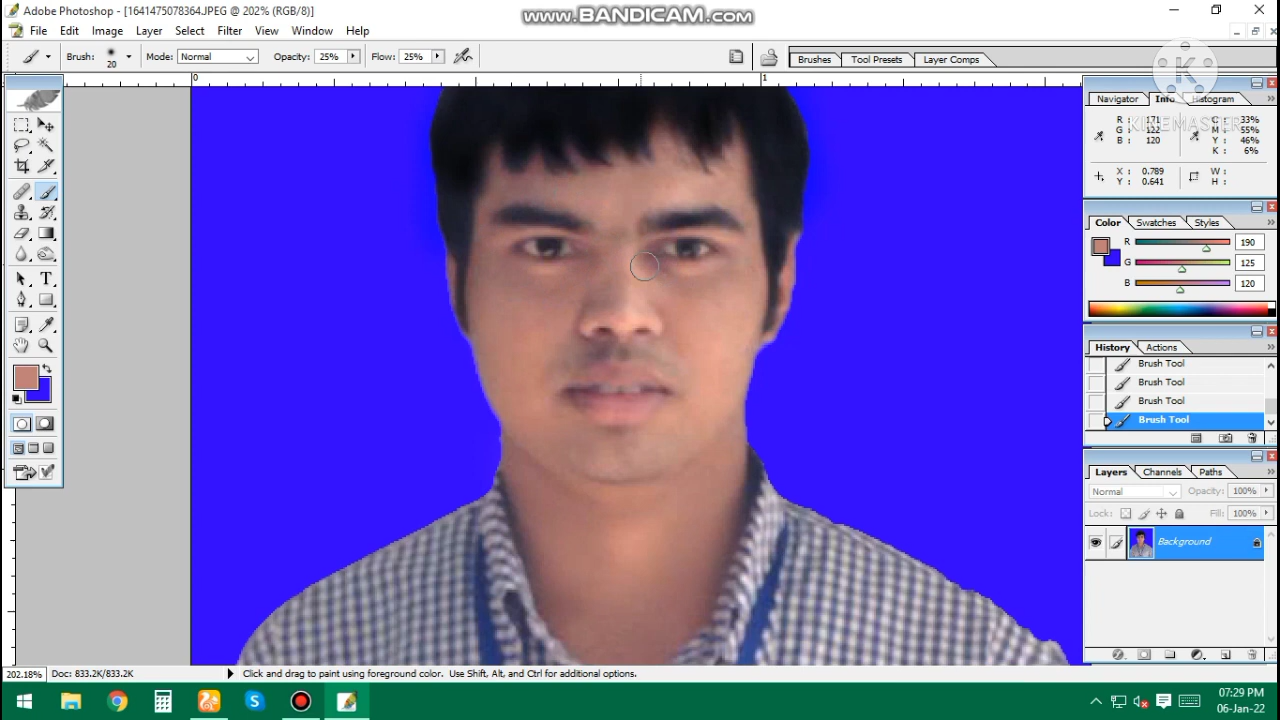 Adobe Photoshop - [1641475078364.JPEG @ 202% (RGB/8)]
www.BANDICAM.com
File Edit Image Layer Select Filter View Window Help
Brush: 20 Mode: Normal Opacity: 25% Flow: 25% Brushes Tool Presets Layer Comps
0 1
K
KINEMASTER
Navigator Info Histogram
R : 171 C : 33%
G : 122 M : 55%
B : 120 Y : 46%
K : 6%
X : 0.789 W :
Y : 0.641 H :
Color Swatches Styles
R 190
G 125
B 120
History Actions
Brush Tool
Brush Tool
Brush Tool
Brush Tool
Layers Channels Paths
Normal Opacity: 100%
Lock: Fill: 100%
Background
202.18% Doc: 833.2K/833.2K Click and drag to paint using foreground color. Use Shift, Alt, and Ctrl for additional options.
07:29 PM
06-Jan-22